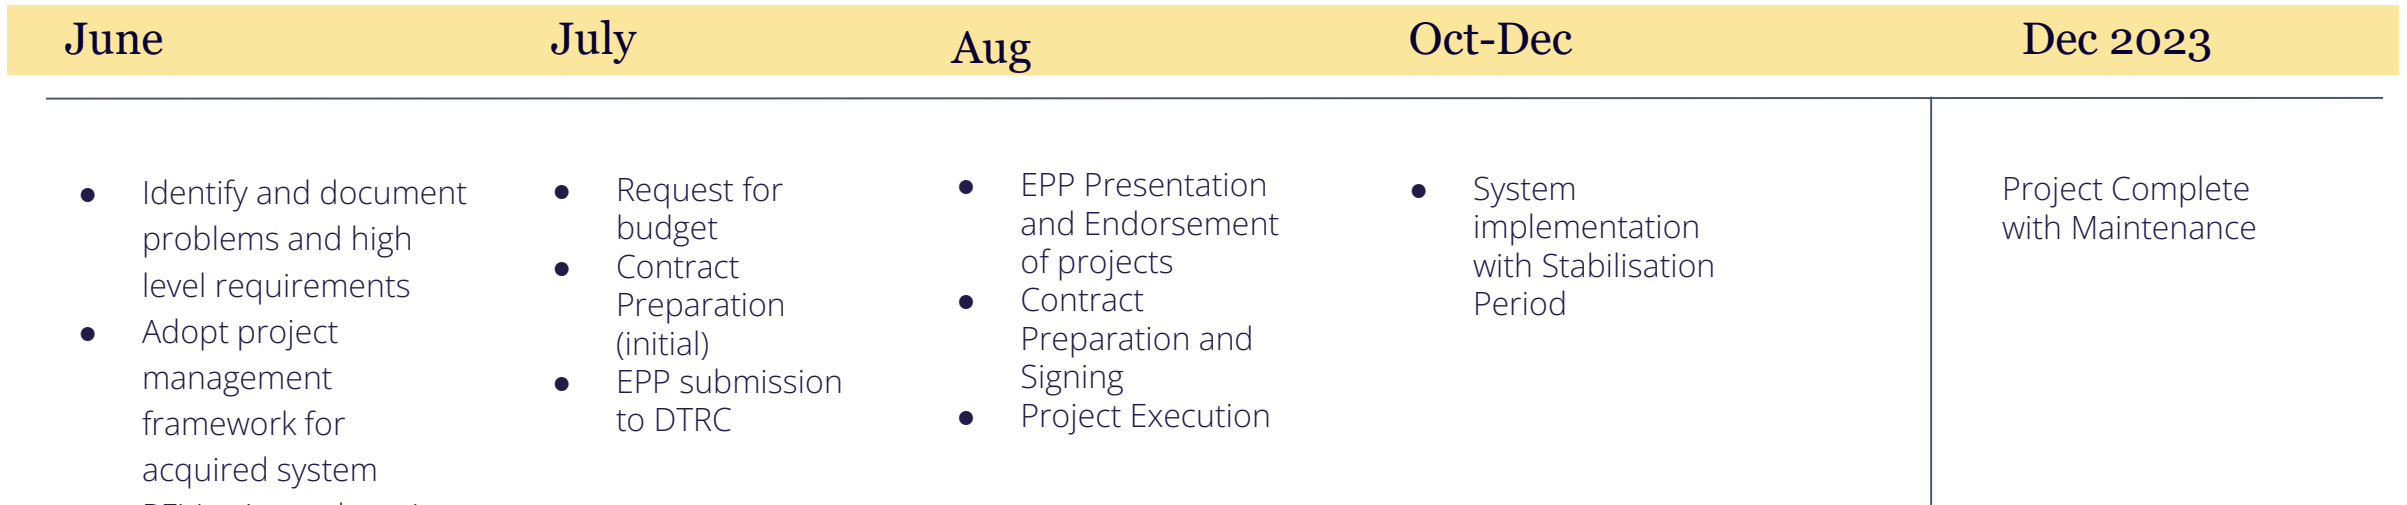 June
July
Aug
Oct-Dec
Dec 2023
● Identify and document
problems and high
level requirements
● Adopt project
management
framework for
acquired system
● Request for
budget
● Contract
Preparation
(initial)
● EPP submission
to DTRC
● EPP Presentation
and Endorsement
of projects
● Contract
Preparation and
Signing
● Project Execution
● System
implementation
with Stabilisation
Period
Project Complete
with Maintenance